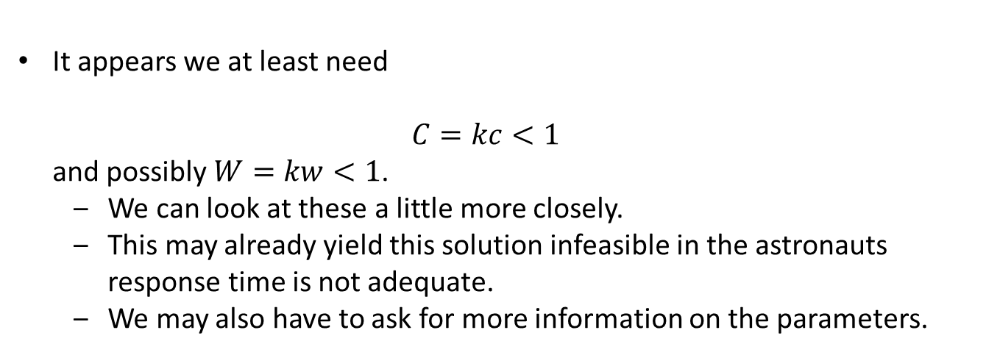 • It appears we at least need
C = kc < 1
and possibly W = kw < 1.
– We can look at these a little more closely.
– This may already yield this solution infeasible in the astronauts
response time is not adequate.
– We may also have to ask for more information on the parameters.